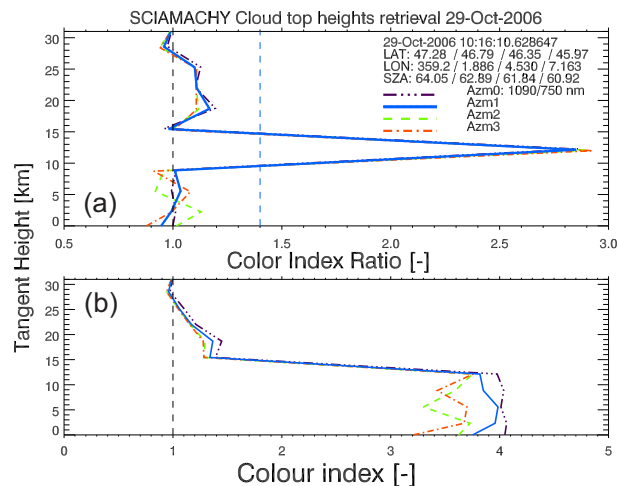 SCIAMACHY Cloud top heights retrieval 29-Oct-2006
29-Oct-2006 10:16:10.628647
LAT: 47.28 / 46.79 / 46.35 / 45.97
LON: 359.2 / 1.886 / 4.530 / 7.163
SZA: 64.05 / 62.89 / 61.84 / 60.92
Azm0: 1090/750 nm
Azm1
Azm2
Azm3
30
25
20
15
10
5
0
(a)
0.5 1.0 1.5 2.0 2.5 3.0
Color Index Ratio [-]
Tangent Height [km]
(b)
30
25
20
15
10
5
0
0 1 2 3 4 5
Colour index [-]